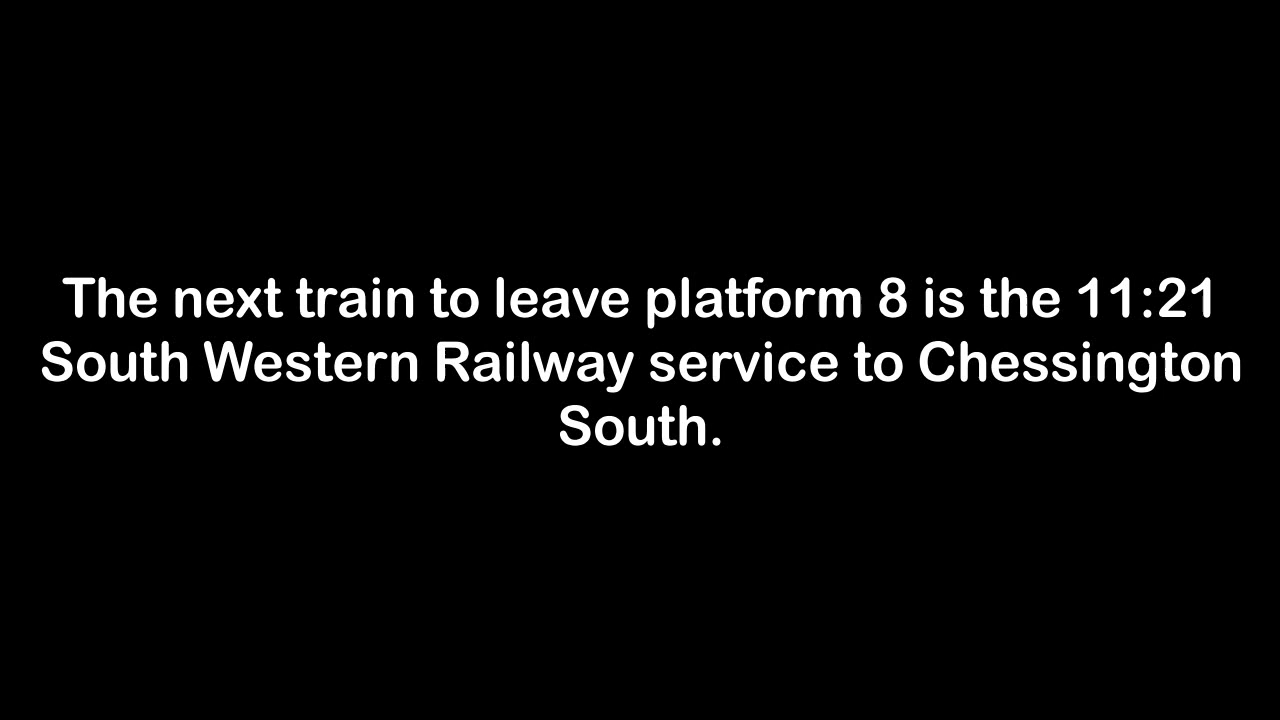 The next train to leave platform 8 is the 11:21
South Western Railway service to Chessington
South.